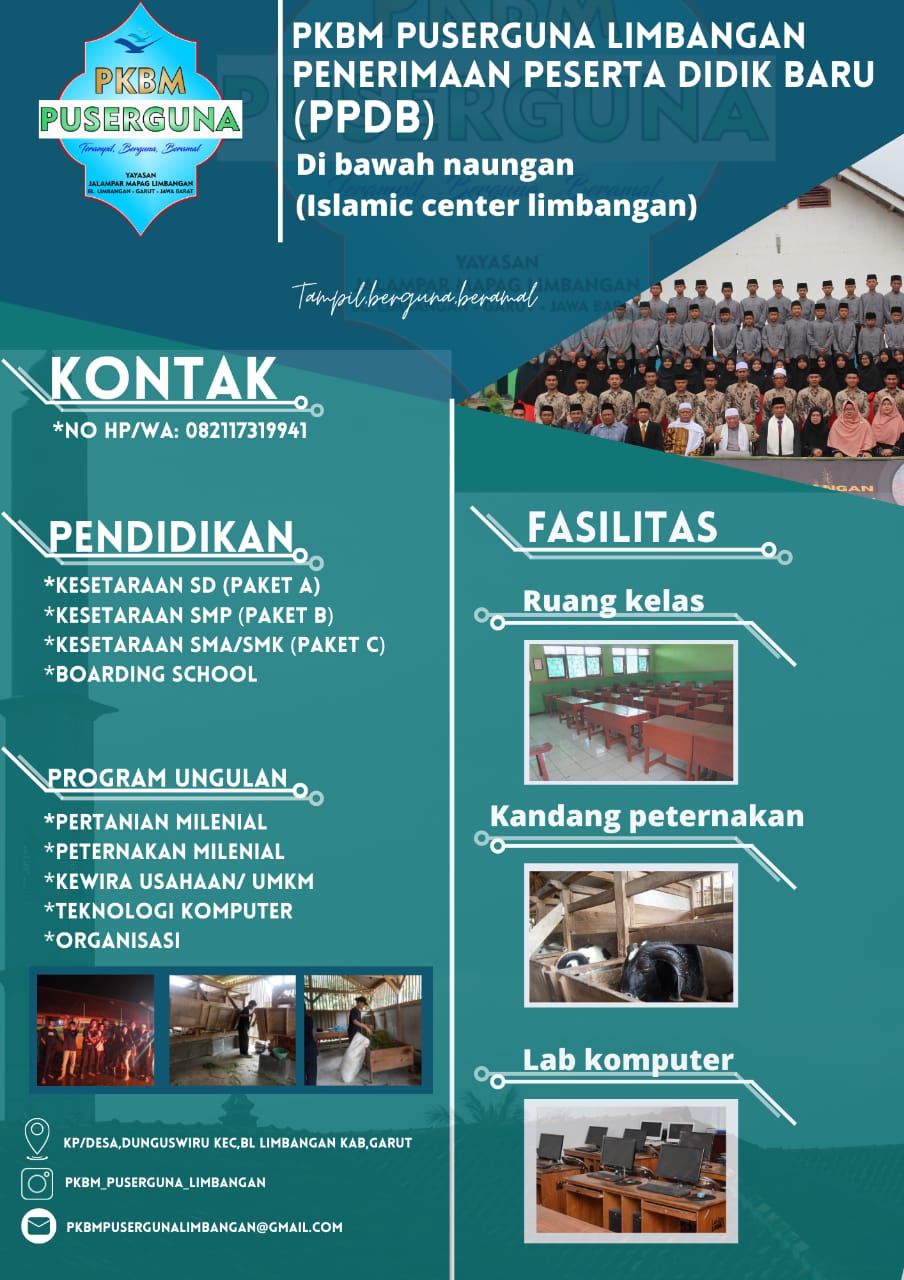 PKBM
PUSERGUNA
Terampil, Berguna, Beramal
YAYASAN
JALAMPAR MAPAG LIMBANGAN
BL. LIMBANGAN - GARUT - JAWA BARAT
PKBM PUSERGUNA LIMBANGAN
PENERIMAAN PESERTA DIDIK BARU
(PPDB)
Di bawah naungan
(Islamic center limbangan)
Tampil.berguna.beramal
KONTAK
*NO HP/WA: 082117319941
PENDIDIKAN
*KESETARAAN SD (PAKET A)
*KESETARAAN SMP (PAKET B)
*KESETARAAN SMA/SMK (PAKET C)
*BOARDING SCHOOL
PROGRAM UNGULAN
*PERTANIAN MILENIAL
*PETERNAKAN MILENIAL
*KEWIRA USAHAAN/ UMKM
*TEKNOLOGI KOMPUTER
*ORGANISASI
KP/DESA,DUNGUSWIRU KEC,BL LIMBANGAN KAB,GARUT
PKBM_PUSERGUNA_LIMBANGAN
PKBMPUSERGUNALIMBANGAN@GMAIL.COM
FASILITAS
Ruang kelas
Kandang peternakan
Lab komputer